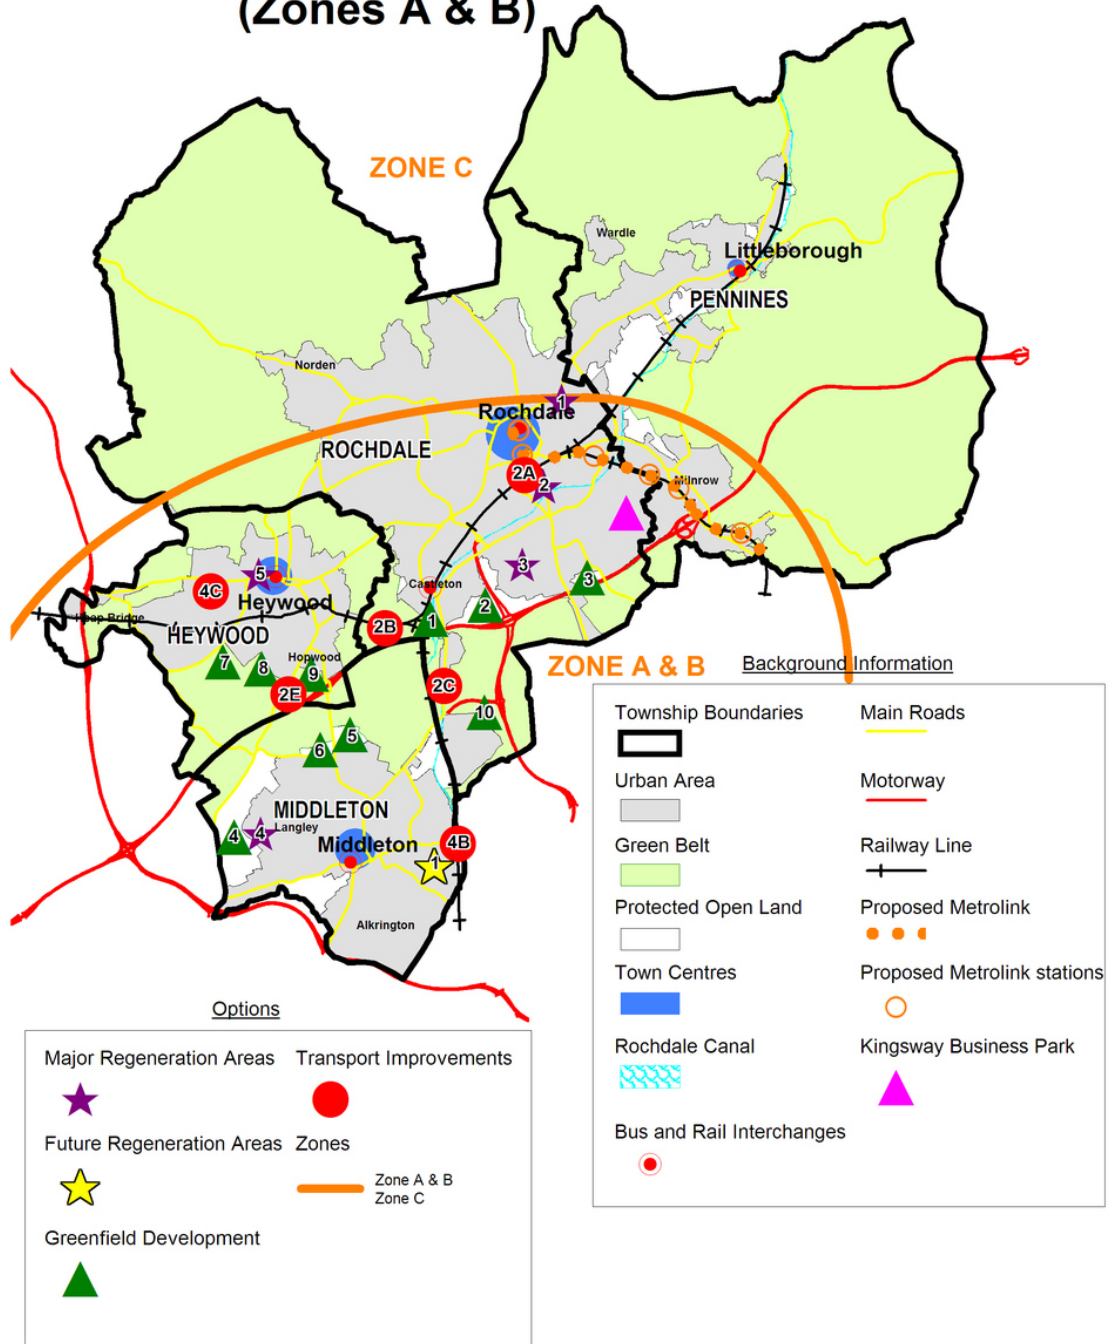 (Zones A & B)
ZONE C
Wardle
Littleborough
PENNINES
Norden
1
Rochdale
ROCHDALE
2A
2
Milnrow
3
5
4C
Castleton
3
Heywood
2
Heap Bridge
1
2B
HEYWOOD
Hopwood
ZONE A & B
7
8
9
2E
2C
10
5
6
MIDDLETON
Langley
4
4
Middleton
4B
1
Alkrington
Background Information
Township Boundaries
Main Roads
Urban Area
Motorway
Green Belt
Railway Line
Protected Open Land
Proposed Metrolink
Town Centres
Proposed Metrolink stations
Rochdale Canal
Kingsway Business Park
Bus and Rail Interchanges
Options
Major Regeneration Areas
Transport Improvements
Future Regeneration Areas
Zones
Zone A & B
Zone C
Greenfield Development